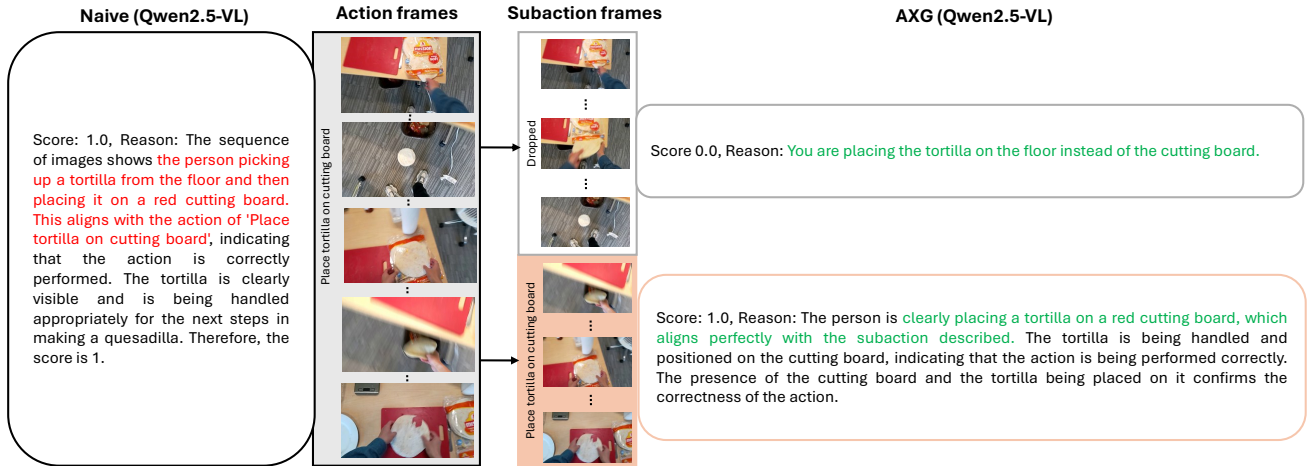 Naive (Qwen2.5-VL)
Action frames
Subaction frames
AXG (Qwen2.5-VL)
Score: 1.0, Reason: The sequence
of images shows the person picking
up a tortilla from the floor and then
placing it on a red cutting board.
This aligns with the action of 'Place
tortilla on cutting board', indicating
that the action is correctly
performed. The tortilla is clearly
visible and is being handled
appropriately for the next steps in
making a quesadilla. Therefore, the
score is 1.
Place tortilla on cutting board
Dropped
Score 0.0, Reason: You are placing the tortilla on the floor instead of the cutting board.
Place tortilla on cutting board
Score: 1.0, Reason: The person is clearly placing a tortilla on a red cutting board, which
aligns perfectly with the subaction described. The tortilla is being handled and
positioned on the cutting board, indicating that the action is being performed correctly.
The presence of the cutting board and the tortilla being placed on it confirms the
correctness of the action.